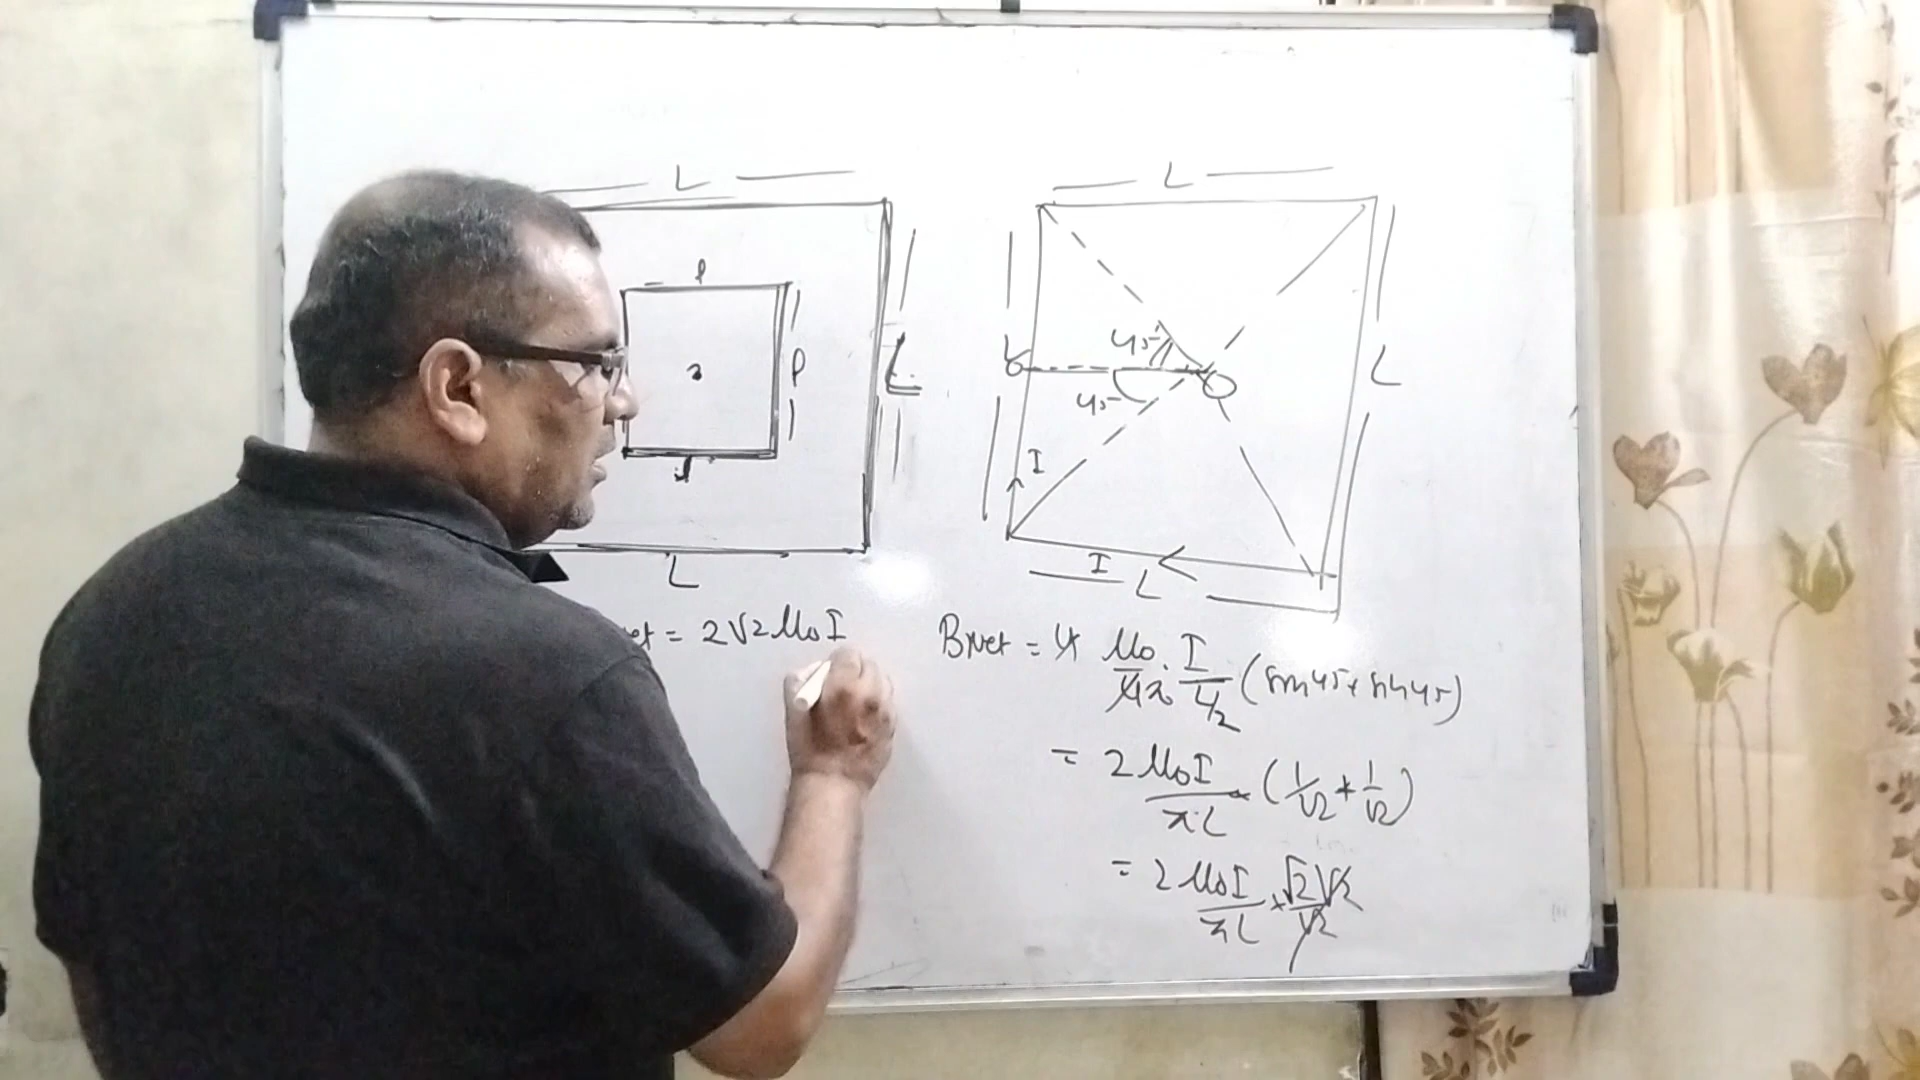 L
l
l
L
l
L
L
L
45
45
I
L
I
L
et = 2√2 μ₀I
BNet = 4 μ₀/4π . I/L/2 (sin45 + sin45)
= 2μ₀I/πL (1/√2 + 1/√2)
= 2μ₀I/πL × √2√2/√2